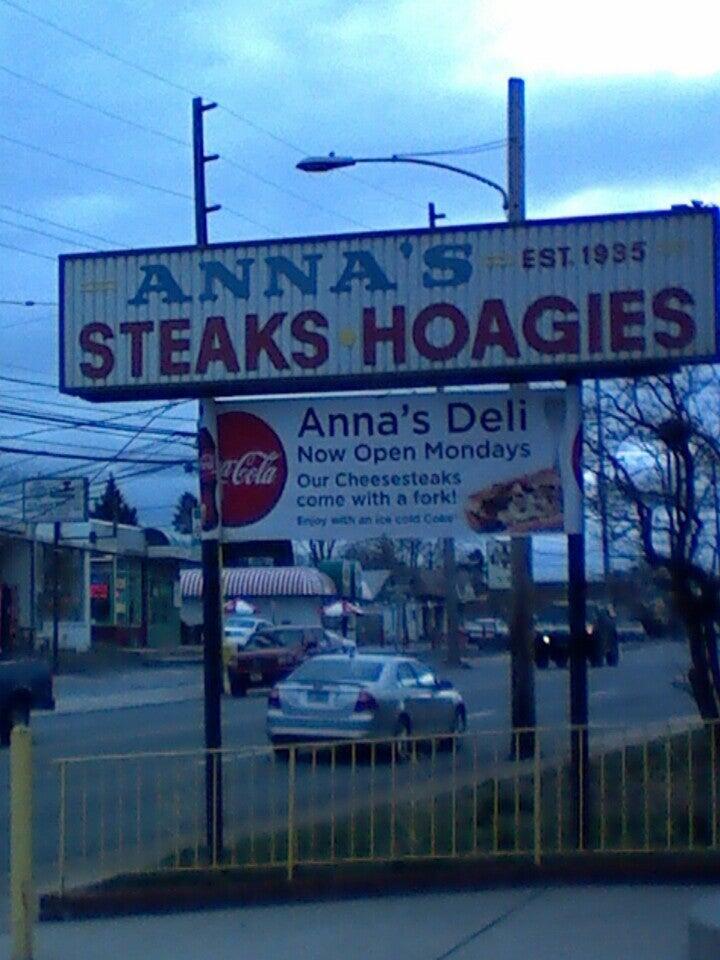 ANNA'S EST. 1935
STEAKS HOAGIES
Coca-Cola
Anna's Deli
Now Open Mondays
Our Cheesesteaks
come with a fork!
Enjoy with an ice cold Coke